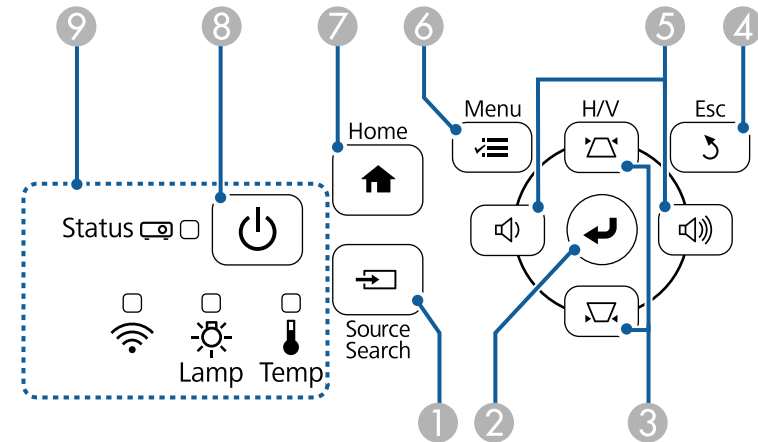 9
8
7
6
5
4
Menu
H/V
Esc
Home
Status
Source
Search
Lamp
Temp
1
2
3